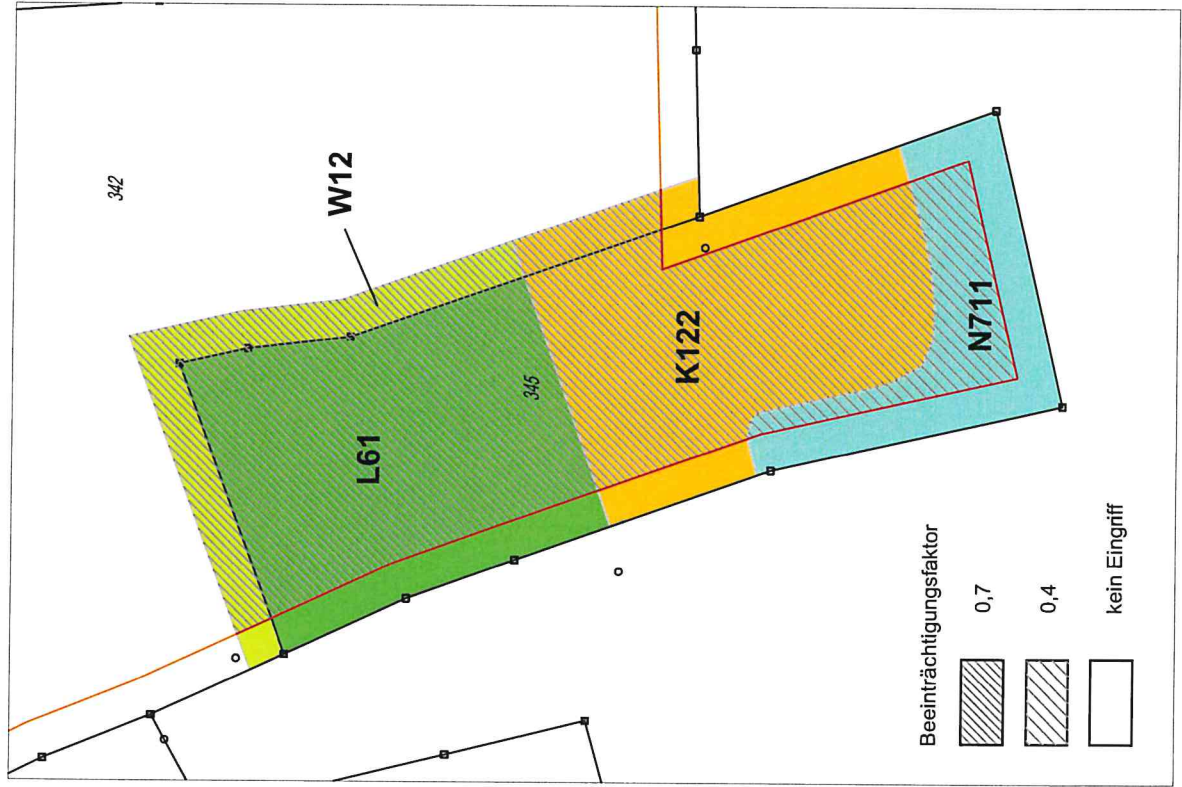 342
W12
L61
345
K122
N711
Beeinträchtigungsfaktor
0,7
0,4
kein Eingriff